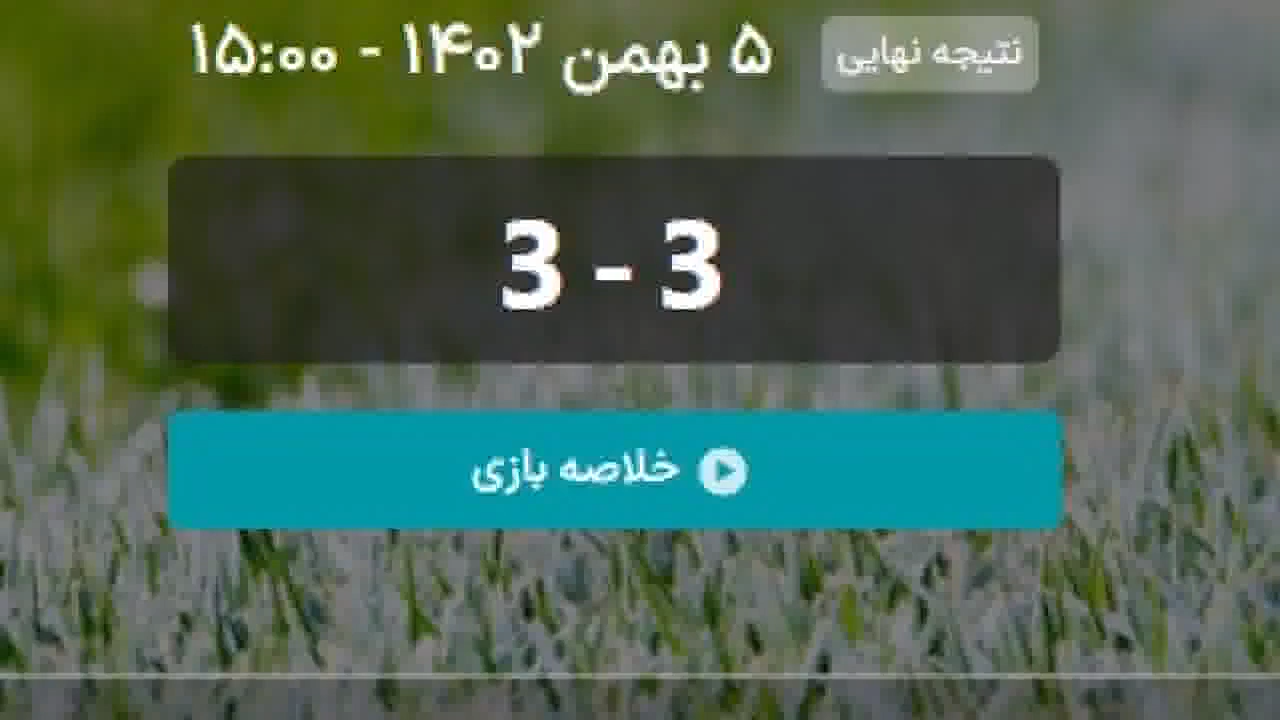 نتیجه نهایی
۵ بهمن ۱۴۰۲ - ۱۵:۰۰
3 - 3
خلاصه بازی